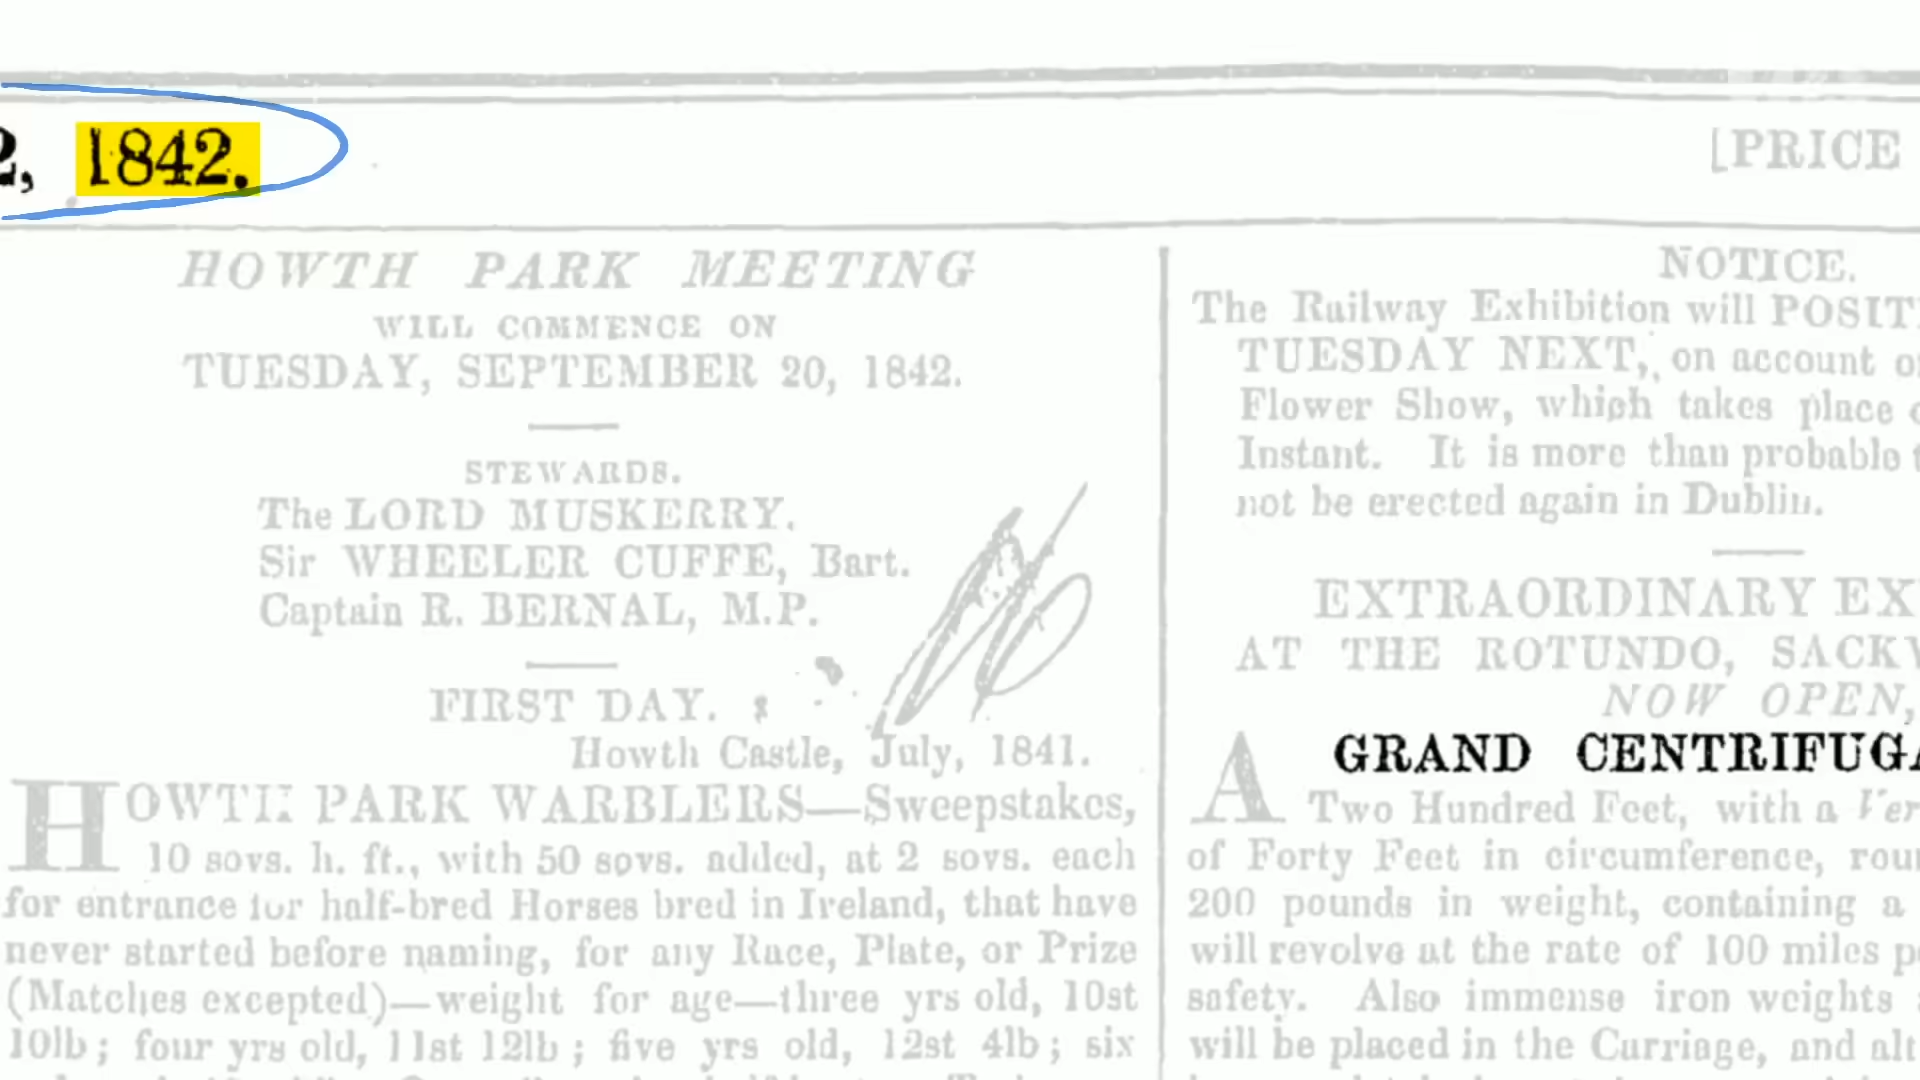 2, 1842.
[PRICE
HOWTH PARK MEETING
WILL COMMENCE ON
TUESDAY, SEPTEMBER 20, 1842.
STEWARDS.
The LORD MUSKERRY.
Sir WHEELER CUFFE, Bart.
Captain R. BERNAL, M.P.
FIRST DAY.
Howth Castle, July, 1841.
HOWTH PARK WARBLERS—Sweepstakes,
10 sovs. h. ft., with 50 sovs. added, at 2 sovs. each
for entrance for half-bred Horses bred in Ireland, that have
never started before naming, for any Race, Plate, or Prize
(Matches excepted)—weight for age—three yrs old, 10st
10lb; four yrs old, 11st 12lb; five yrs old, 12st 4lb; six
NOTICE.
The Railway Exhibition will POSIT
TUESDAY NEXT, on account o
Flower Show, which takes place
Instant. It is more than probable t
not be erected again in Dublin.
EXTRAORDINARY EX
AT THE ROTUNDO, SACK
NOW OPEN,
A GRAND CENTRIFUGA
Two Hundred Feet, with a Ver
of Forty Feet in circumference, rou
200 pounds in weight, containing a
will revolve at the rate of 100 miles p
safety. Also immense iron weights
will be placed in the Carriage, and alt